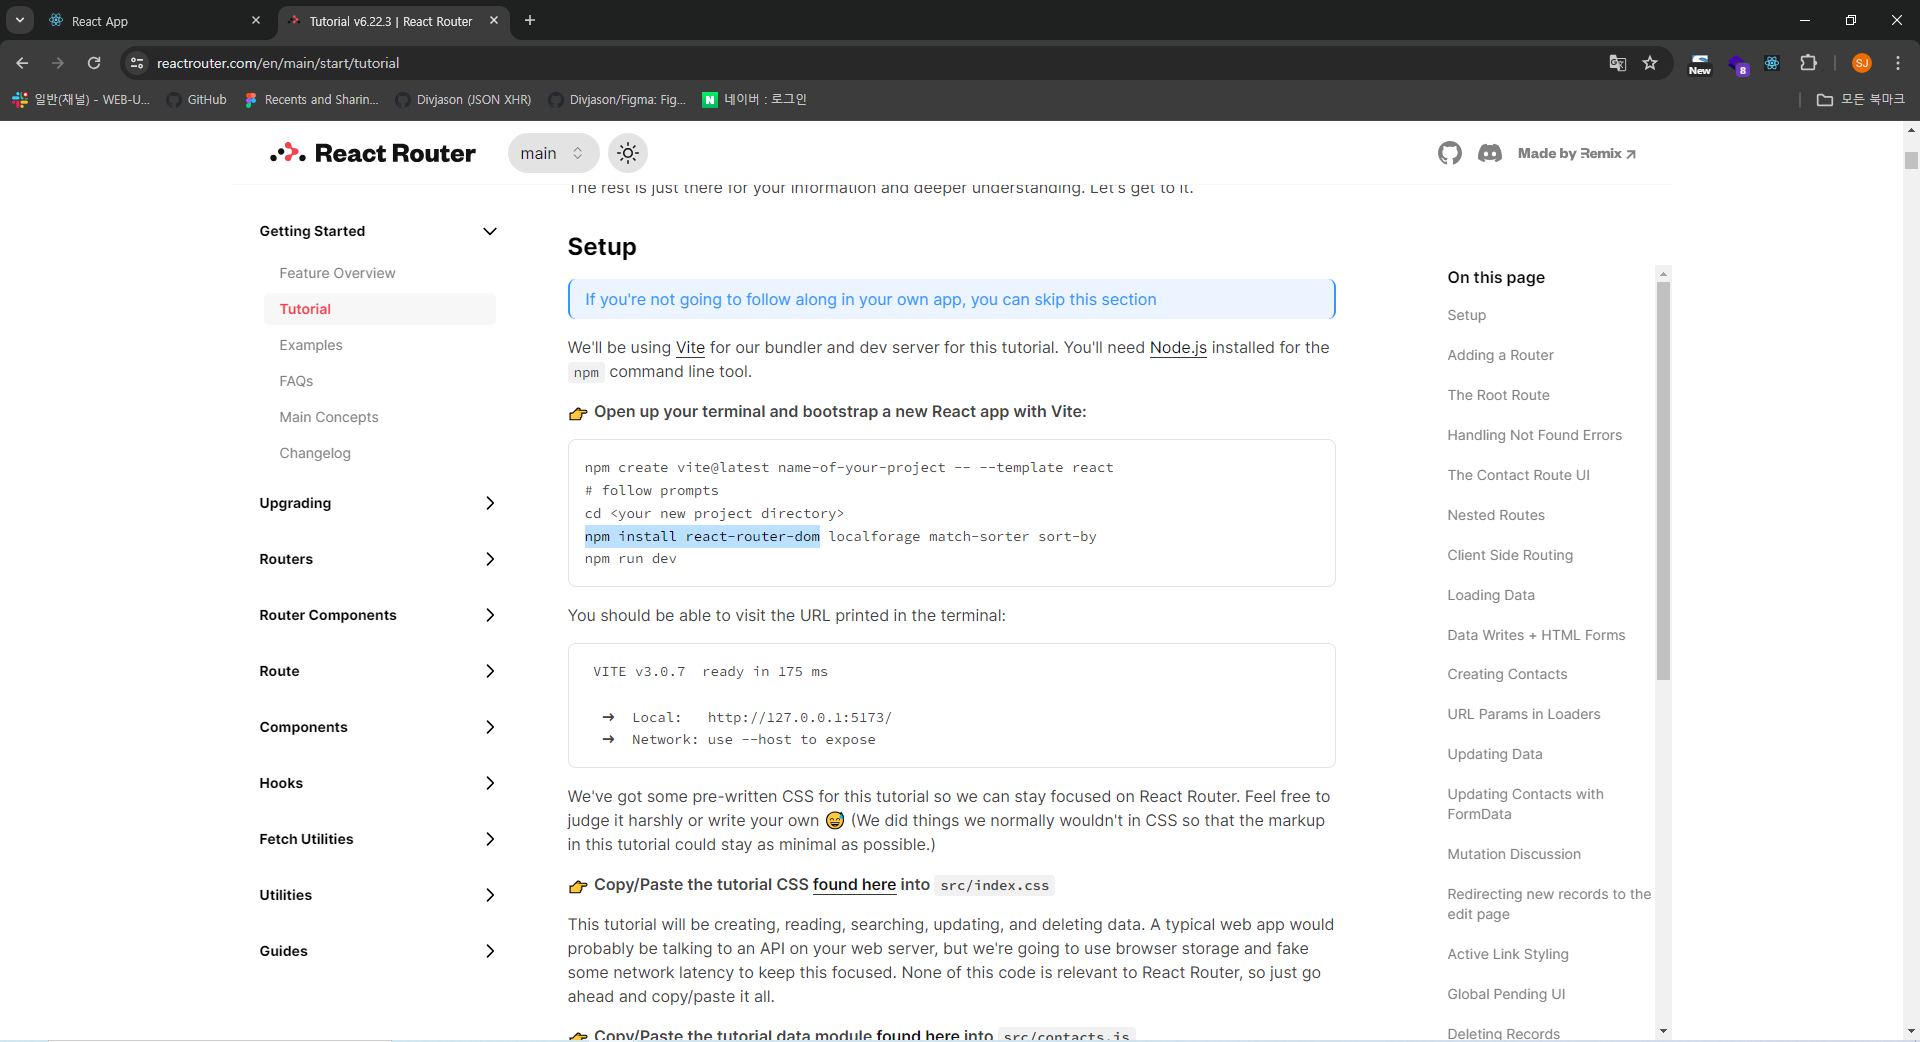 React App
Tutorial v6.22.3 | React Router
reactrouter.com/en/main/start/tutorial
New
8
SJ
일반(채널) - WEB-U...
GitHub
Recents and Sharin...
Divjason (JSON XHR)
Divjason/Figma: Fig...
N
네이버 : 로그인
모든 북마크
React Router
main
Made by Remix
Getting Started
Feature Overview
Tutorial
Examples
FAQs
Main Concepts
Changelog
Upgrading
Routers
Router Components
Route
Components
Hooks
Fetch Utilities
Utilities
Guides
The rest is just there for your information and deeper understanding. Let's get to it.
Setup
If you're not going to follow along in your own app, you can skip this section
We'll be using Vite for our bundler and dev server for this tutorial. You'll need Node.js installed for the
npm command line tool.
👉 Open up your terminal and bootstrap a new React app with Vite:
npm create vite@latest name-of-your-project -- --template react
# follow prompts
cd <your new project directory>
npm install react-router-dom localforage match-sorter sort-by
npm run dev
You should be able to visit the URL printed in the terminal:
VITE v3.0.7 ready in 175 ms
➜ Local: http://127.0.0.1:5173/
➜ Network: use --host to expose
We've got some pre-written CSS for this tutorial so we can stay focused on React Router. Feel free to
judge it harshly or write your own 😅 (We did things we normally wouldn't in CSS so that the markup
in this tutorial could stay as minimal as possible.)
👉 Copy/Paste the tutorial CSS found here into src/index.css
This tutorial will be creating, reading, searching, updating, and deleting data. A typical web app would
probably be talking to an API on your web server, but we're going to use browser storage and fake
some network latency to keep this focused. None of this code is relevant to React Router, so just go
ahead and copy/paste it all.
👉 Copy/Paste the tutorial data module found here into src/contacts.js
On this page
Setup
Adding a Router
The Root Route
Handling Not Found Errors
The Contact Route UI
Nested Routes
Client Side Routing
Loading Data
Data Writes + HTML Forms
Creating Contacts
URL Params in Loaders
Updating Data
Updating Contacts with
FormData
Mutation Discussion
Redirecting new records to the
edit page
Active Link Styling
Global Pending UI
Deleting Records